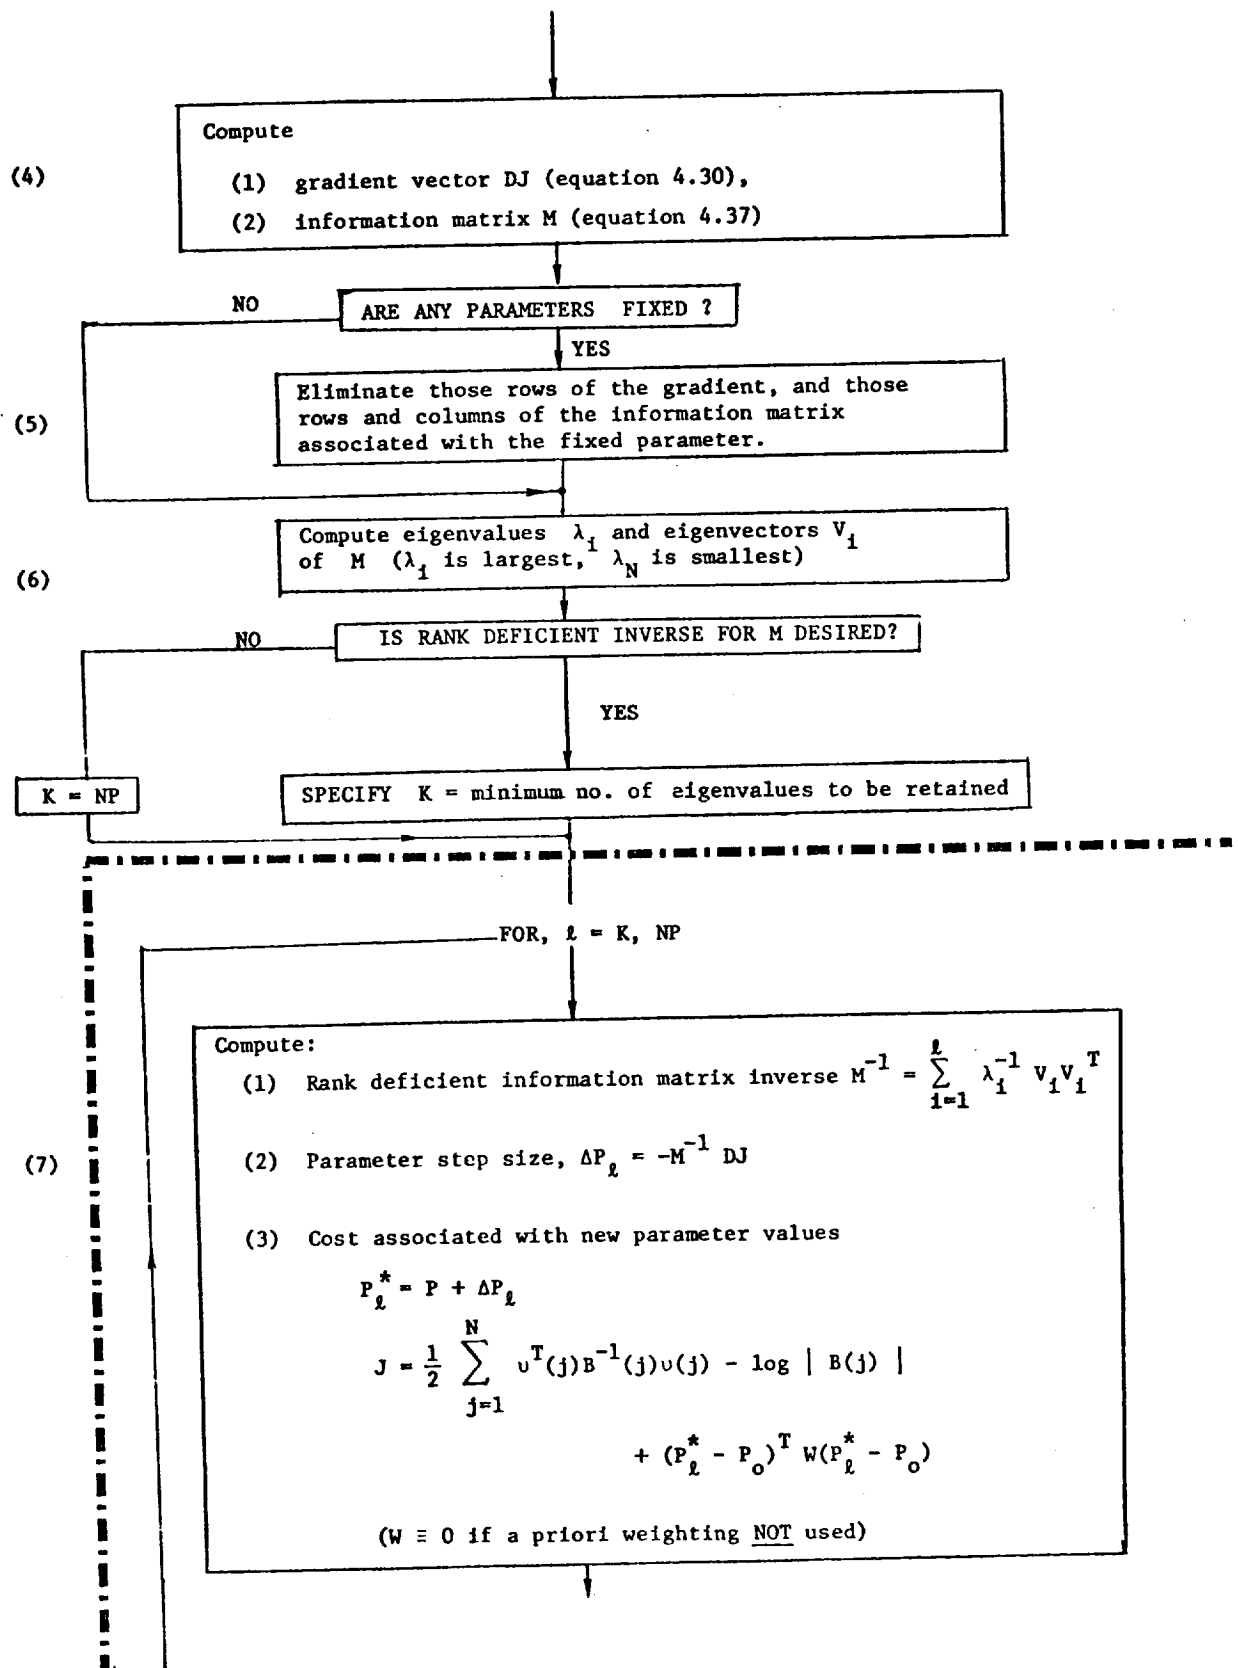 Compute
(4)
(1) gradient vector DJ (equation 4.30),
(2) information matrix M (equation 4.37)
NO
ARE ANY PARAMETERS FIXED ?
YES
(5)
Eliminate those rows of the gradient, and those
rows and columns of the information matrix
associated with the fixed parameter.
(6)
Compute eigenvalues λ_i and eigenvectors V_i
of M (λ_i is largest, λ_N is smallest)
NO
IS RANK DEFICIENT INVERSE FOR M DESIRED?
YES
K = NP
SPECIFY K = minimum no. of eigenvalues to be retained
FOR, ℓ = K, NP
(7)
Compute:
(1) Rank deficient information matrix inverse M^{-1} = \sum_{i=1}^{ℓ} λ_i^{-1} V_i V_i^T
(2) Parameter step size, ΔP_ℓ = -M^{-1} DJ
(3) Cost associated with new parameter values
P_ℓ^* = P + ΔP_ℓ
J = \frac{1}{2} \sum_{j=1}^{N} υ^T(j)B^{-1}(j)υ(j) - log | B(j) |
+ (P_ℓ^* - P_o)^T W(P_ℓ^* - P_o)
(W ≡ 0 if a priori weighting NOT used)